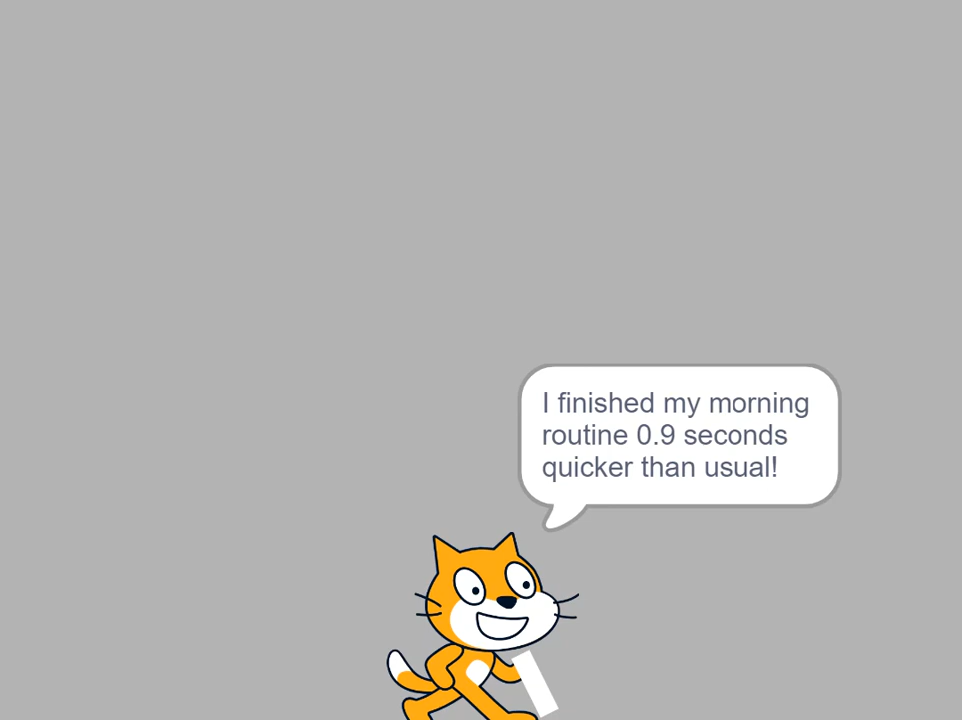 I finished my morning
routine 0.9 seconds
quicker than usual!